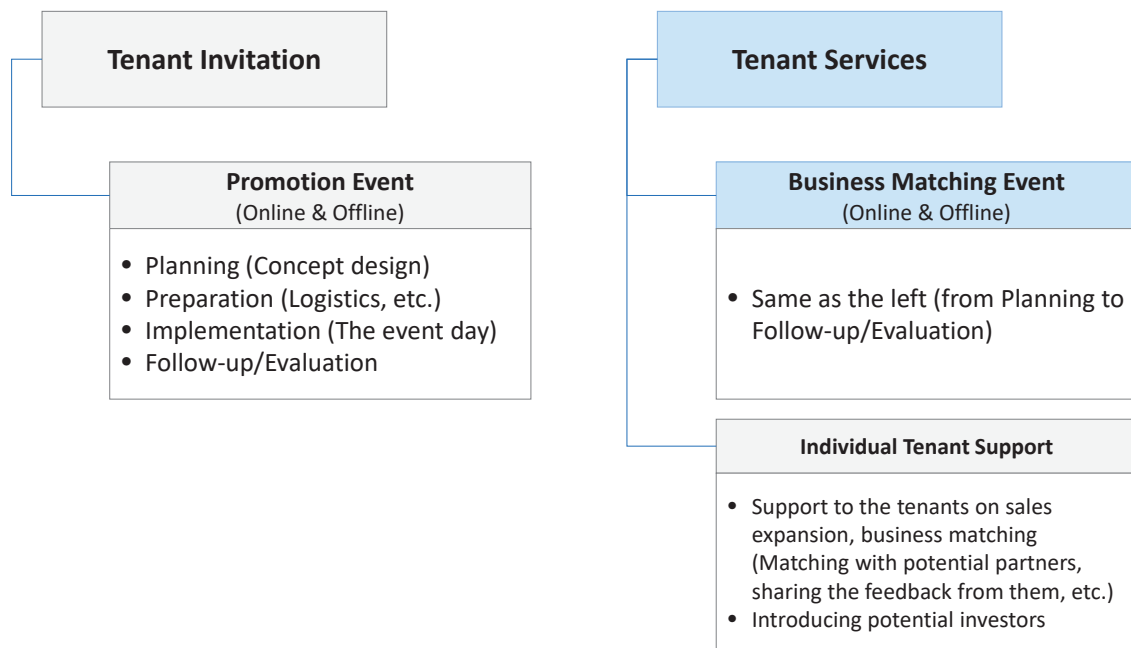 Tenant Invitation
Promotion Event
(Online & Offline)
• Planning (Concept design)
• Preparation (Logistics, etc.)
• Implementation (The event day)
• Follow-up/Evaluation
Tenant Services
Business Matching Event
(Online & Offline)
• Same as the left (from Planning to
Follow-up/Evaluation)
Individual Tenant Support
• Support to the tenants on sales
expansion, business matching
(Matching with potential partners,
sharing the feedback from them, etc.)
• Introducing potential investors